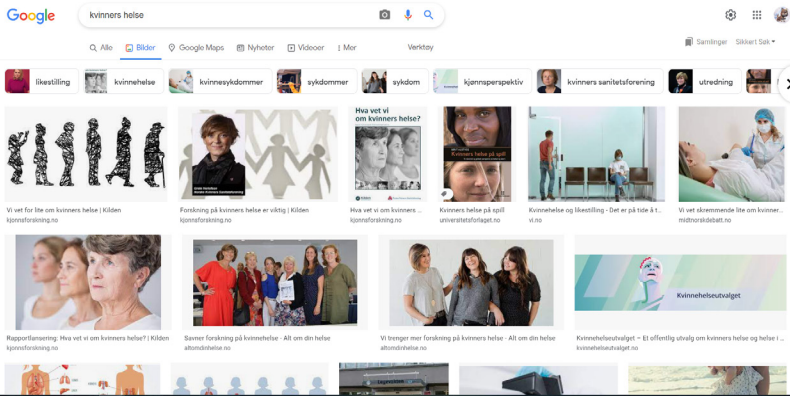 Google
kvinners helse
Alle
Bilder
Google Maps
Nyheter
Videoer
Mer
Verktøy
Samlinger
Sikkert Søk
likestilling
kvinnehelse
kvinnesykdommer
sykdommer
sykdom
kjønnsperspektiv
kvinners sanitetsforening
utredning
Hva vet vi
om kvinners helse?
Kvinners helse på spill
Vi vet for lite om kvinners helse | Kilden
kjonnsforskning.no
Forskning på kvinners helse er viktig | Kilden
kjonnsforskning.no
Hva vet vi om kvinners ...
kjonnsforskning.no
Kvinners helse på spill
universitetsforlaget.no
Kvinnehelse og likestilling - Det er på tide å t...
vi.no
Vi vet skremmende lite om kvinner...
midtnorskdebatt.no
Kvinnehelseutvalget
Rapportlansering: Hva vet vi om kvinners helse? | Kilden
kjonnsforskning.no
Savner forskning på kvinnehelse - Alt om din helse
altomdinhelse.no
Vi trenger mer forskning på kvinners helse - Alt om din helse
altomdinhelse.no
Kvinnehelseutvalget – Et offentlig utvalg om kvinners helse og helse i ...
kvinnehelseutvalget.no